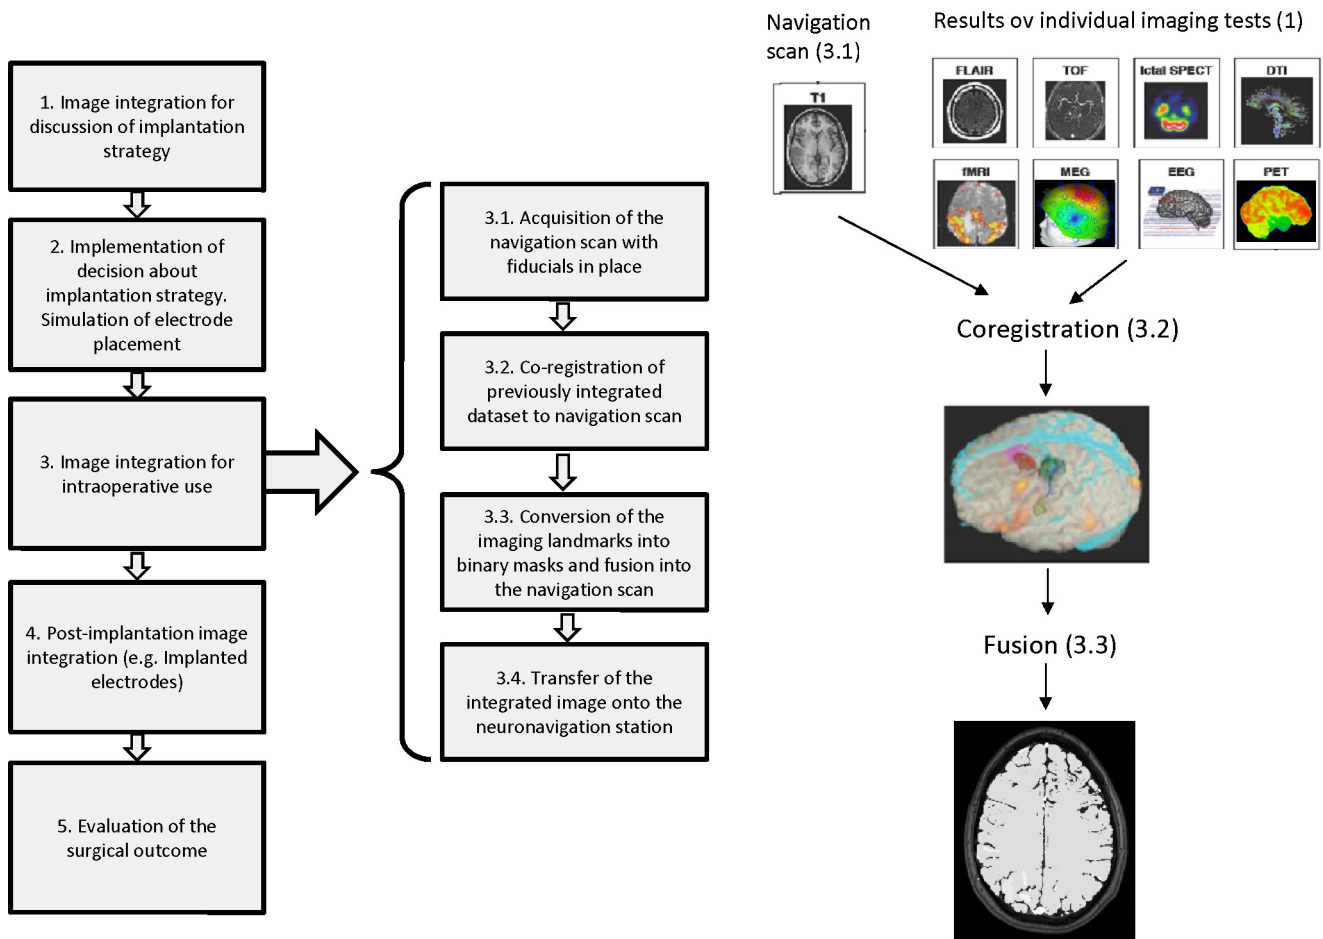 1. Image integration for
discussion of implantation
strategy
2. Implementation of
decision about
implantation strategy.
Simulation of electrode
placement
3. Image integration for
intraoperative use
4. Post-implantation image
integration (e.g. Implanted
electrodes)
5. Evaluation of the
surgical outcome
3.1. Acquisition of the
navigation scan with
fiducials in place
3.2. Co-registration of
previously integrated
dataset to navigation scan
3.3. Conversion of the
imaging landmarks into
binary masks and fusion into
the navigation scan
3.4. Transfer of the
integrated image onto the
neuronavigation station
Navigation
scan (3.1)
T1
Results ov individual imaging tests (1)
FLAIR
TOF
Ictal SPECT
DTI
fMRI
MEG
EEG
PET
Coregistration (3.2)
Fusion (3.3)